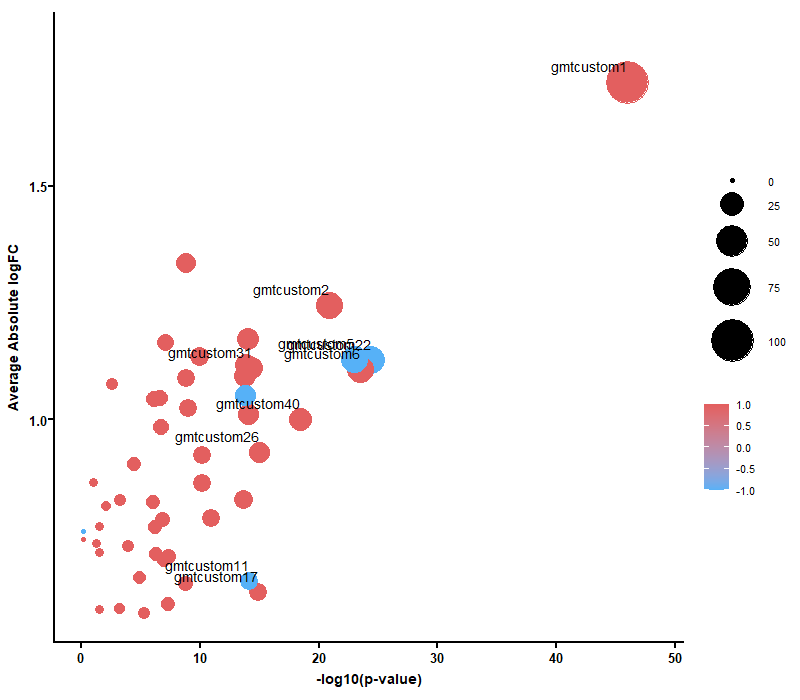 gmtcustom1
gmtcustom2
gmtcustom5
gmtcustom22
gmtcustom31
gmtcustom6
gmtcustom40
gmtcustom26
gmtcustom11
gmtcustom17
1.5
1.0
Average Absolute logFC
0 10 20 30 40 50
-log10(p-value)
0
25
50
75
100
1.0
0.5
0.0
-0.5
-1.0